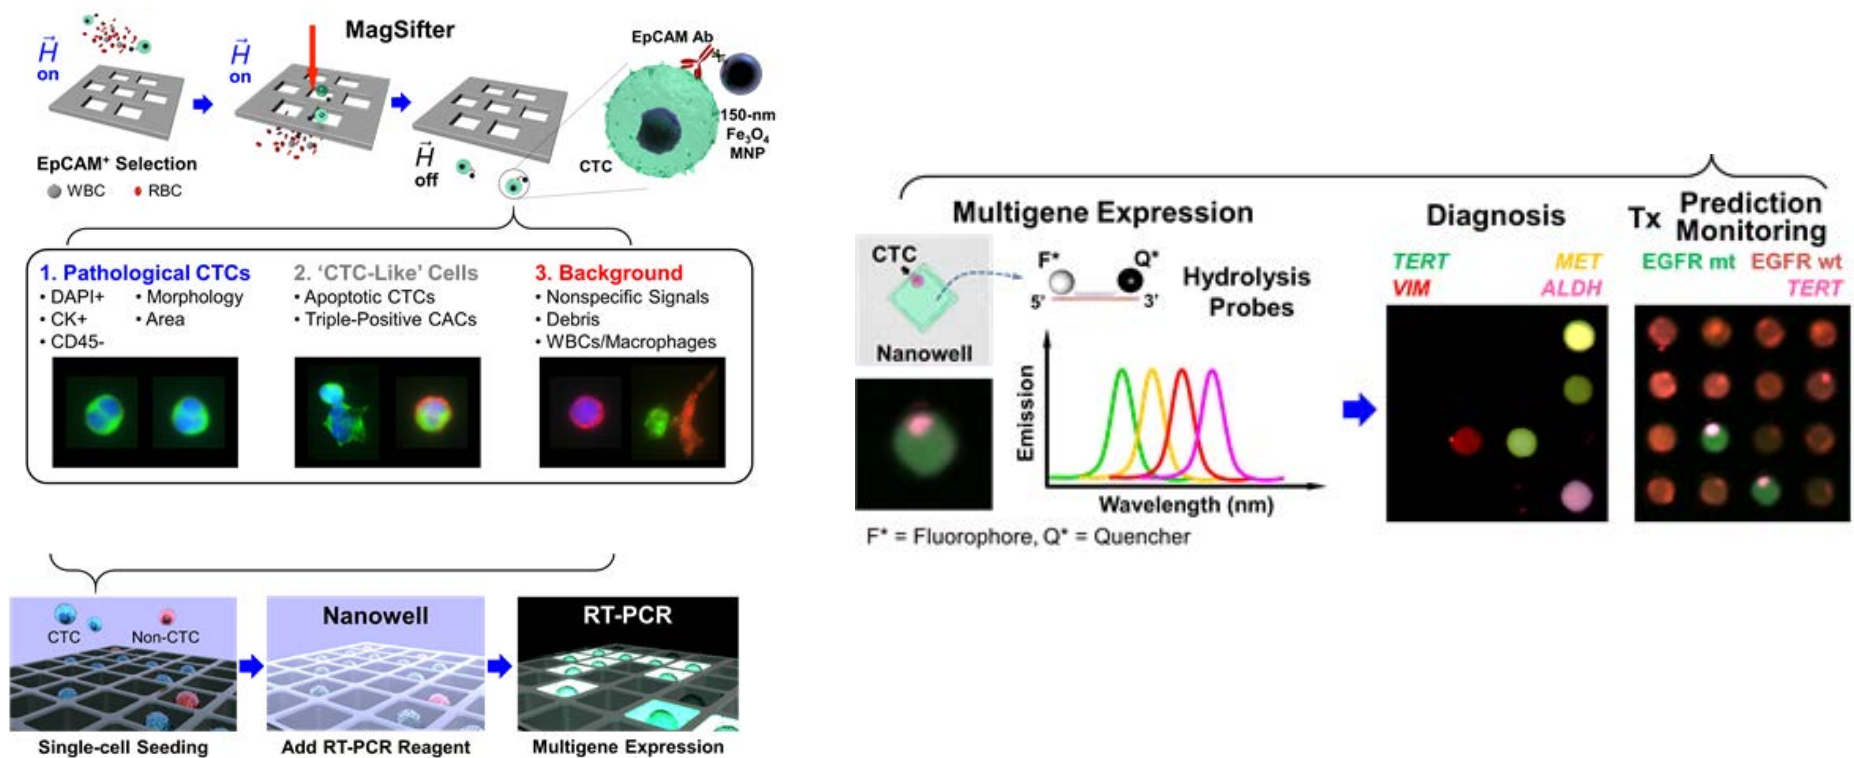 MagSifter
H
on
H
on
H
off
EpCAM⁺ Selection
WBC RBC
EpCAM Ab
150-nm
Fe₃O₄
MNP
CTC
1. Pathological CTCs
• DAPI+ • Morphology
• CK+ • Area
• CD45-
2. ‘CTC-Like’ Cells
• Apoptotic CTCs
• Triple-Positive CACs
3. Background
• Nonspecific Signals
• Debris
• WBCs/Macrophages
CTC Non-CTC
Single-cell Seeding
Nanowell
Add RT-PCR Reagent
RT-PCR
Multigene Expression
Multigene Expression
CTC
Nanowell
F* Q*
5' 3'
Hydrolysis
Probes
Emission
Wavelength (nm)
F* = Fluorophore, Q* = Quencher
Diagnosis
TERT MET
VIM ALDH
Tx Prediction
Monitoring
EGFR mt EGFR wt
TERT